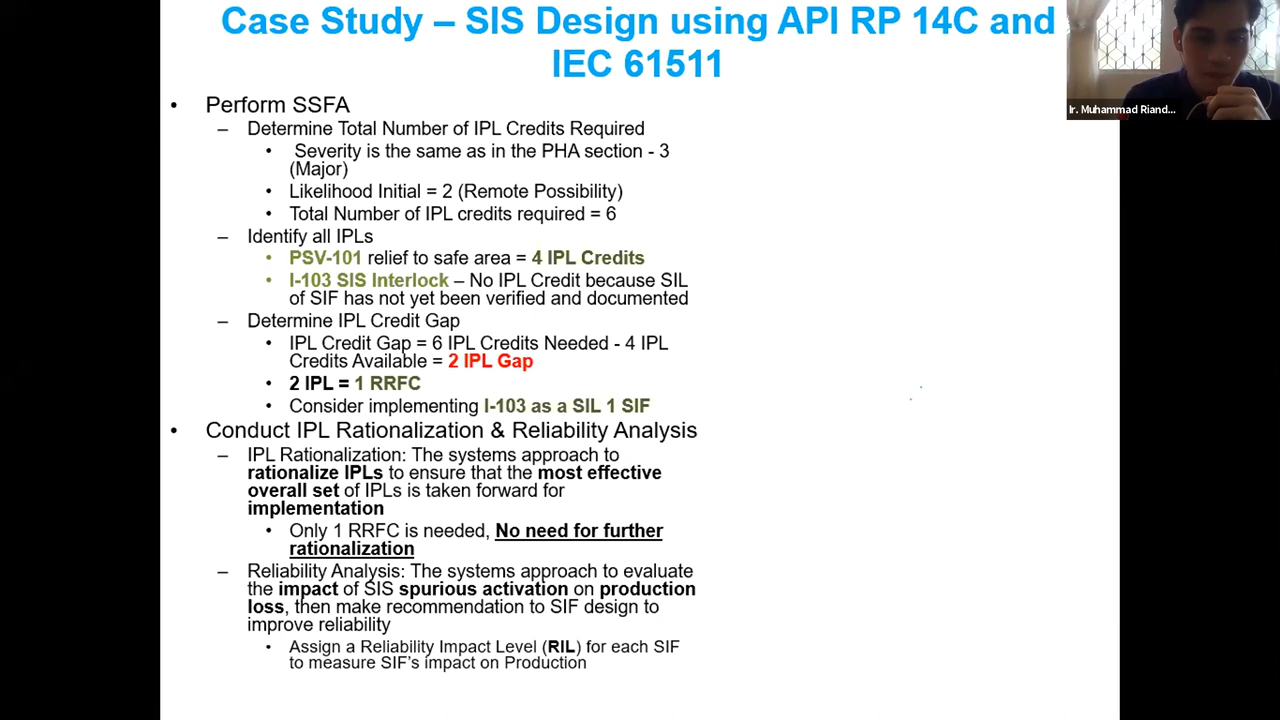 Case Study – SIS Design using API RP 14C and
IEC 61511
Ir. Muhammad Riand...
• Perform SSFA
– Determine Total Number of IPL Credits Required
• Severity is the same as in the PHA section - 3
(Major)
• Likelihood Initial = 2 (Remote Possibility)
• Total Number of IPL credits required = 6
– Identify all IPLs
• PSV-101 relief to safe area = 4 IPL Credits
• I-103 SIS Interlock – No IPL Credit because SIL
of SIF has not yet been verified and documented
– Determine IPL Credit Gap
• IPL Credit Gap = 6 IPL Credits Needed - 4 IPL
Credits Available = 2 IPL Gap
• 2 IPL = 1 RRFC
• Consider implementing I-103 as a SIL 1 SIF
• Conduct IPL Rationalization & Reliability Analysis
– IPL Rationalization: The systems approach to
rationalize IPLs to ensure that the most effective
overall set of IPLs is taken forward for
implementation
• Only 1 RRFC is needed, No need for further
rationalization
– Reliability Analysis: The systems approach to evaluate
the impact of SIS spurious activation on production
loss, then make recommendation to SIF design to
improve reliability
• Assign a Reliability Impact Level (RIL) for each SIF
to measure SIF's impact on Production